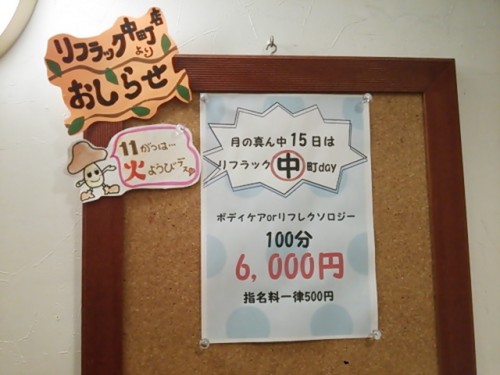 リフラック中町店
より
おしらせ
11がつは…
火ようびデス
月の真ん中15日は
リフラック中町day
ボディケアorリフレクソロジー
100分
6,000円
指名料一律500円